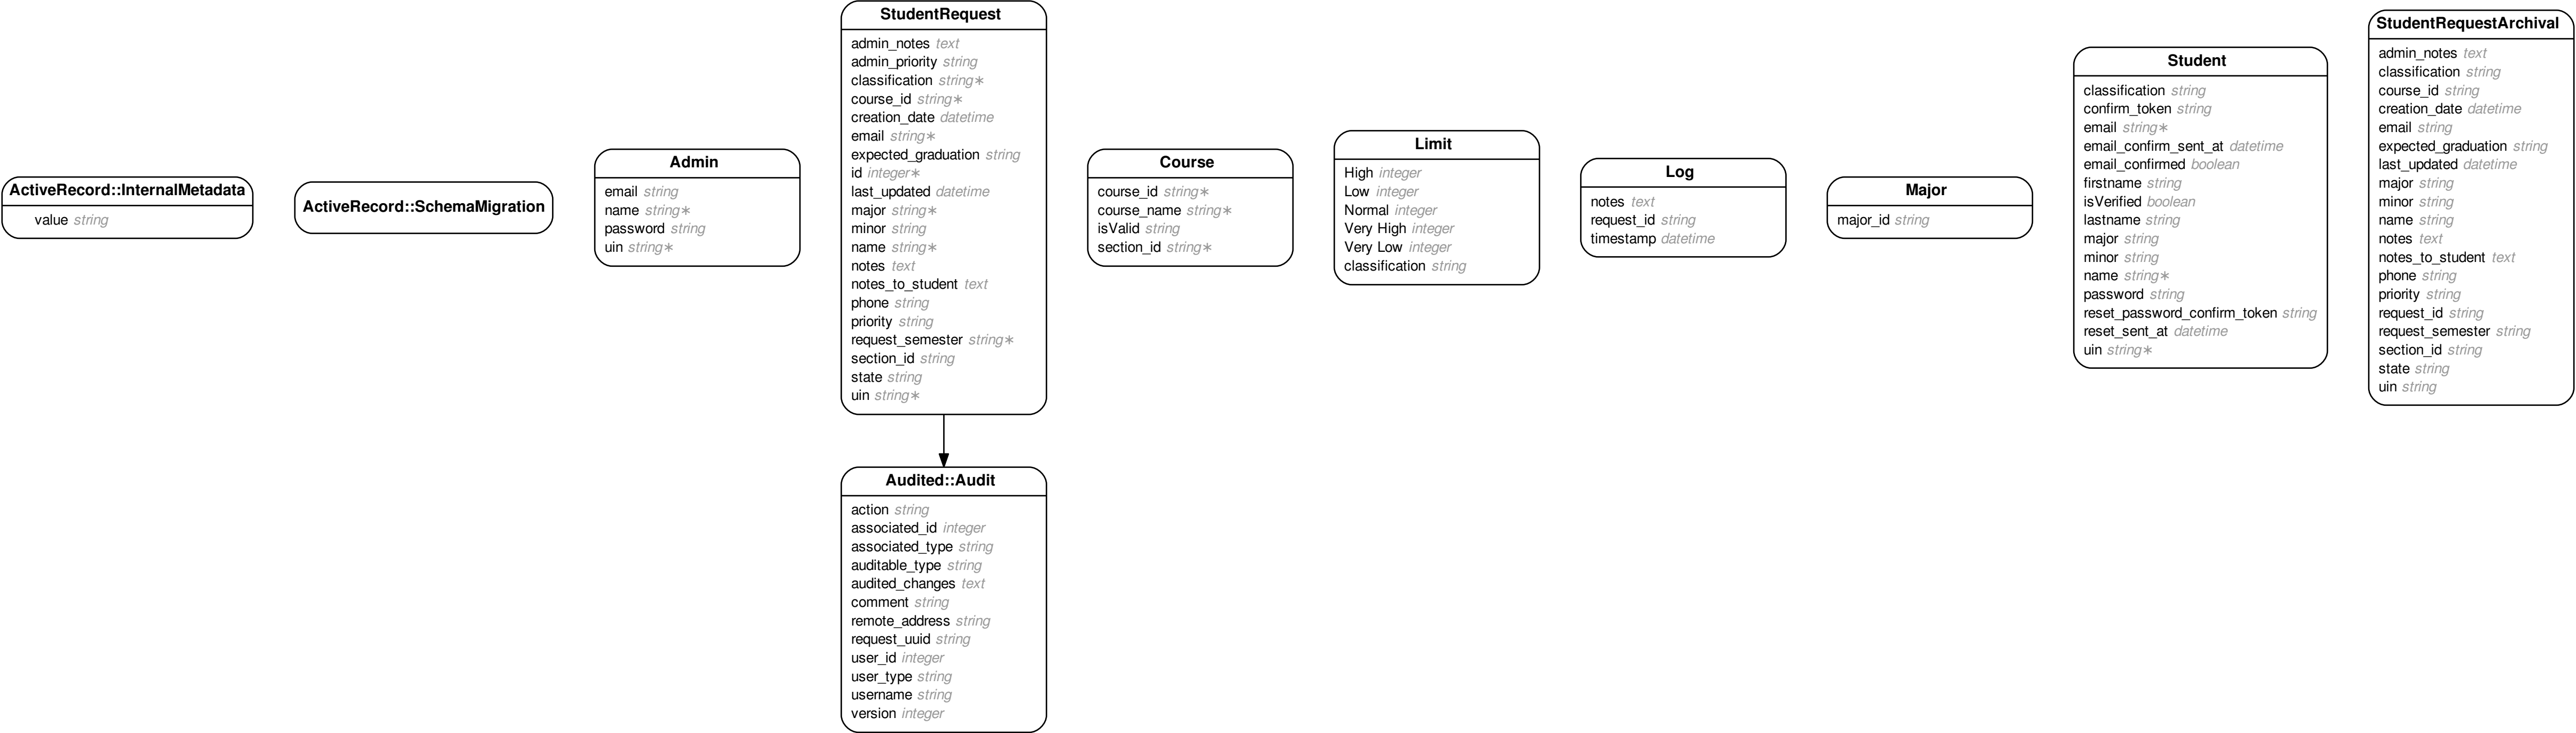 ActiveRecord::InternalMetadata
value string
ActiveRecord::SchemaMigration
Admin
email string
name string∗
password string
uin string∗
StudentRequest
admin_notes text
admin_priority string
classification string∗
course_id string∗
creation_date datetime
email string∗
expected_graduation string
id integer∗
last_updated datetime
major string∗
minor string
name string∗
notes text
notes_to_student text
phone string
priority string
request_semester string∗
section_id string
state string
uin string∗
Audited::Audit
action string
associated_id integer
associated_type string
auditable_type string
audited_changes text
comment string
remote_address string
request_uuid string
user_id integer
user_type string
username string
version integer
Course
course_id string∗
course_name string∗
isValid string
section_id string∗
Limit
High integer
Low integer
Normal integer
Very High integer
Very Low integer
classification string
Log
notes text
request_id string
timestamp datetime
Major
major_id string
Student
classification string
confirm_token string
email string∗
email_confirm_sent_at datetime
email_confirmed boolean
firstname string
isVerified boolean
lastname string
major string
minor string
name string∗
password string
reset_password_confirm_token string
reset_sent_at datetime
uin string∗
StudentRequestArchival
admin_notes text
classification string
course_id string
creation_date datetime
email string
expected_graduation string
last_updated datetime
major string
minor string
name string
notes text
notes_to_student text
phone string
priority string
request_id string
request_semester string
section_id string
state string
uin string